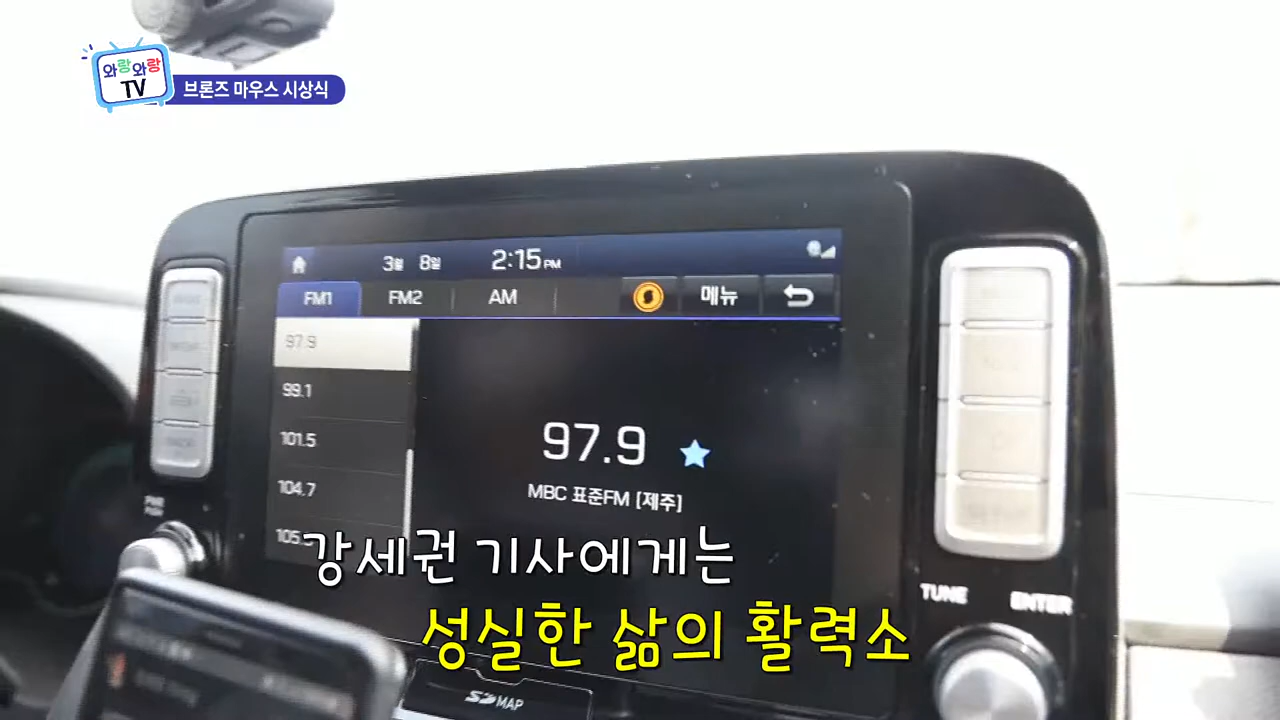 와랑와랑
TV
브론즈 마우스 시상식
3월 8일 2:15 PM
FM1 FM2 AM 메뉴
97.9
99.1
101.5
104.7
97.9
MBC 표준FM [제주]
강세권 기사에게는
성실한 삶의 활력소
TUNE ENTER
SD MAP